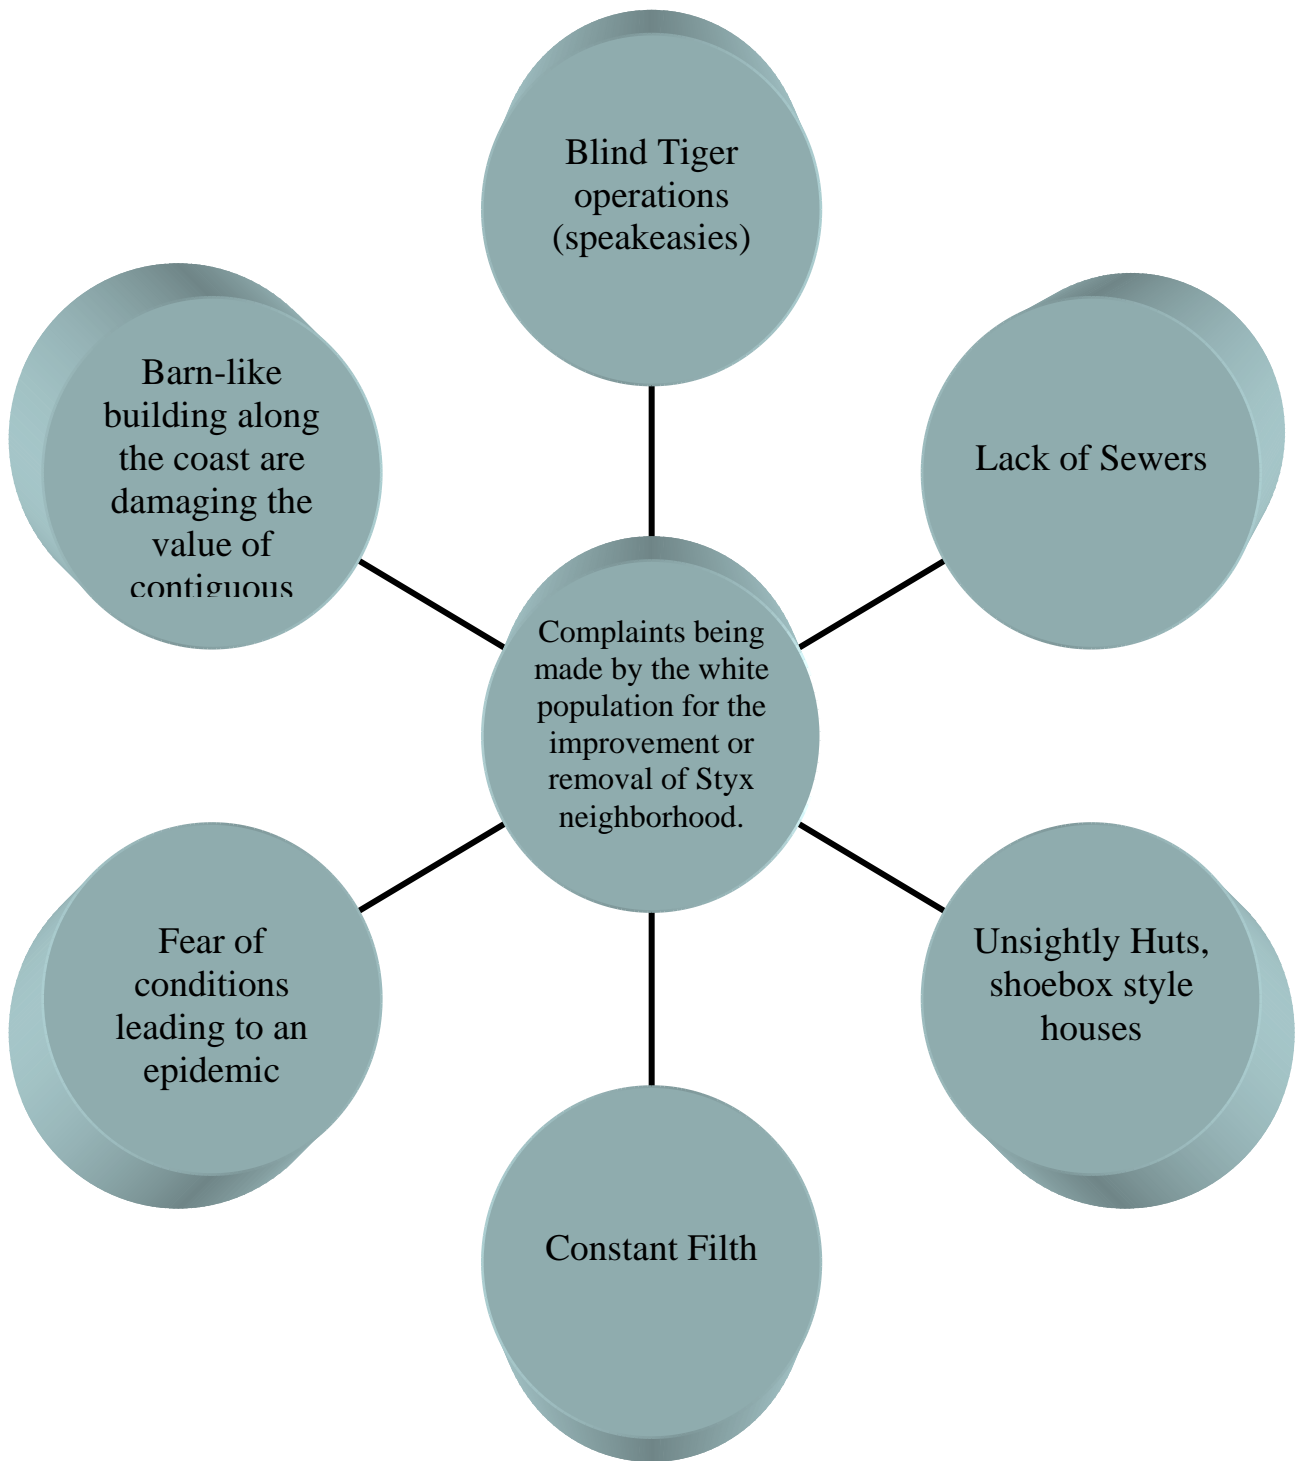 Blind Tiger
operations
(speakeasies)
Barn-like
building along
the coast are
damaging the
value of
contiguous
Lack of Sewers
Complaints being
made by the white
population for the
improvement or
removal of Styx
neighborhood.
Fear of
conditions
leading to an
epidemic
Unsightly Huts,
shoebox style
houses
Constant Filth